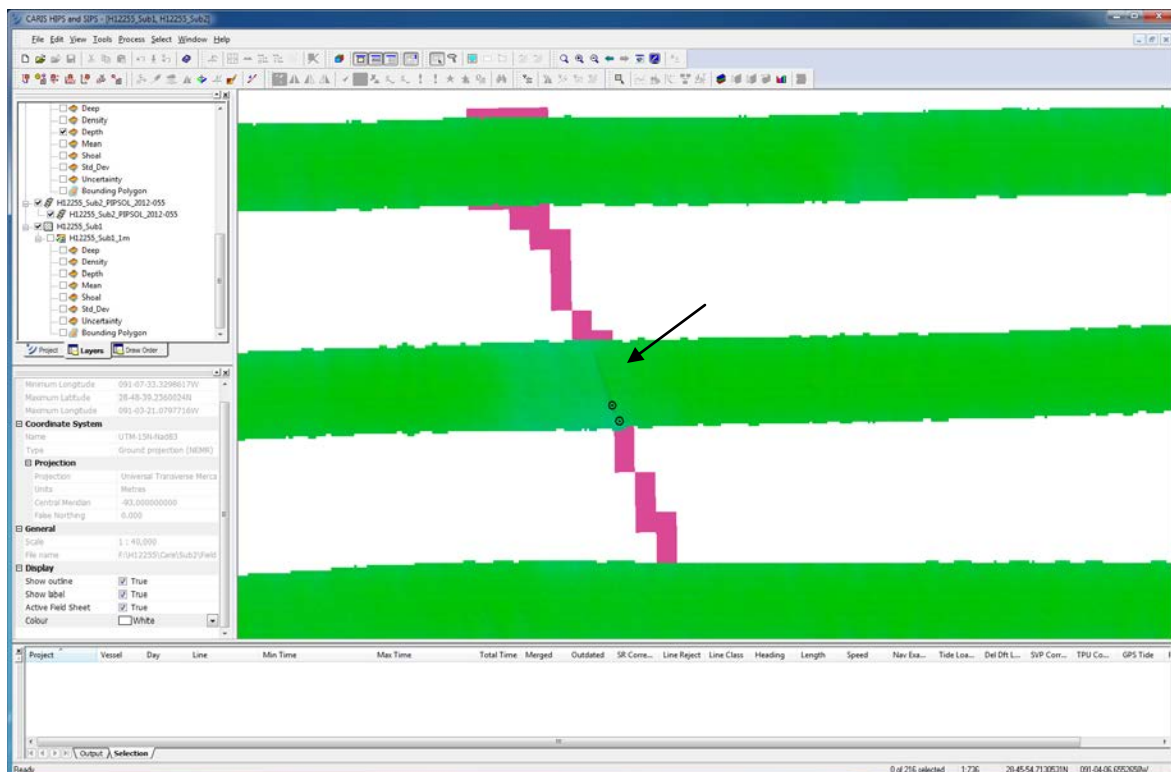 CARIS HIPS and SIPS - [H12255_Sub1, H12255_Sub2]
File Edit View Tools Process Select Window Help
Deep
Density
Depth
Mean
Shoal
Std_Dev
Uncertainty
Bounding Polygon
H12255_Sub2_PIPSOL_2012-055
H12255_Sub2_PIPSOL_2012-055
H12255_Sub1
H12255_Sub1_1m
Deep
Density
Depth
Mean
Shoal
Std_Dev
Uncertainty
Bounding Polygon
Project Layers Draw Order
Minimum Longitude 091-07-33.3298617W
Maximum Latitude 28-48-39.2360024N
Maximum Longitude 091-03-21.0797716W
Coordinate System
Name UTM-15N-Nad83
Type Ground projection (NEMR)
Projection
Projection Universal Transverse Merca
Units Metres
Central Meridian -93.000000000
False Northing 0.000
General
Scale 1 : 40,000
File name F:\H12255\Caris\Sub2\Field
Display
Show outline True
Show label True
Active Field Sheet True
Colour White
Project Vessel Day Line Min Time Max Time Total Time Merged Outdated SR Corre... Line Reject Line Class Heading Length Speed Nav Exa... Tide Loa... Del Dft L... SVP Corr... TPU Co... GPS Tide
Output Selection
Ready 0 of 216 selected 1:736